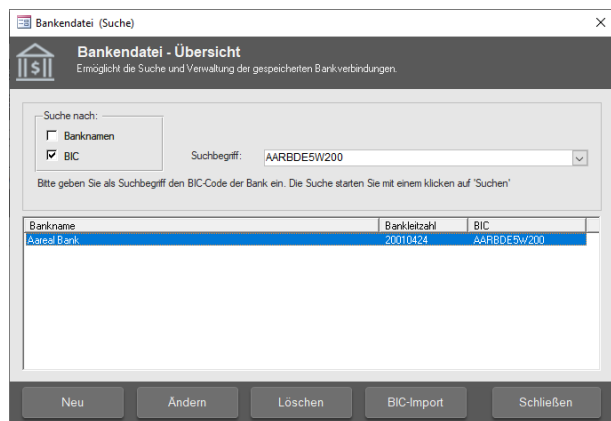 Bankendatei (Suche)
Bankendatei - Übersicht
Ermöglicht die Suche und Verwaltung der gespeicherten Bankverbindungen.
Suche nach:
Banknamen
BIC
Suchbegriff: AARBDE5W200
Bitte geben Sie als Suchbegriff den BIC-Code der Bank ein. Die Suche starten Sie mit einem klicken auf 'Suchen'
Bankname Bankleitzahl BIC
Aareal Bank 20010424 AARBDE5W200
Neu Ändern Löschen BIC-Import Schließen